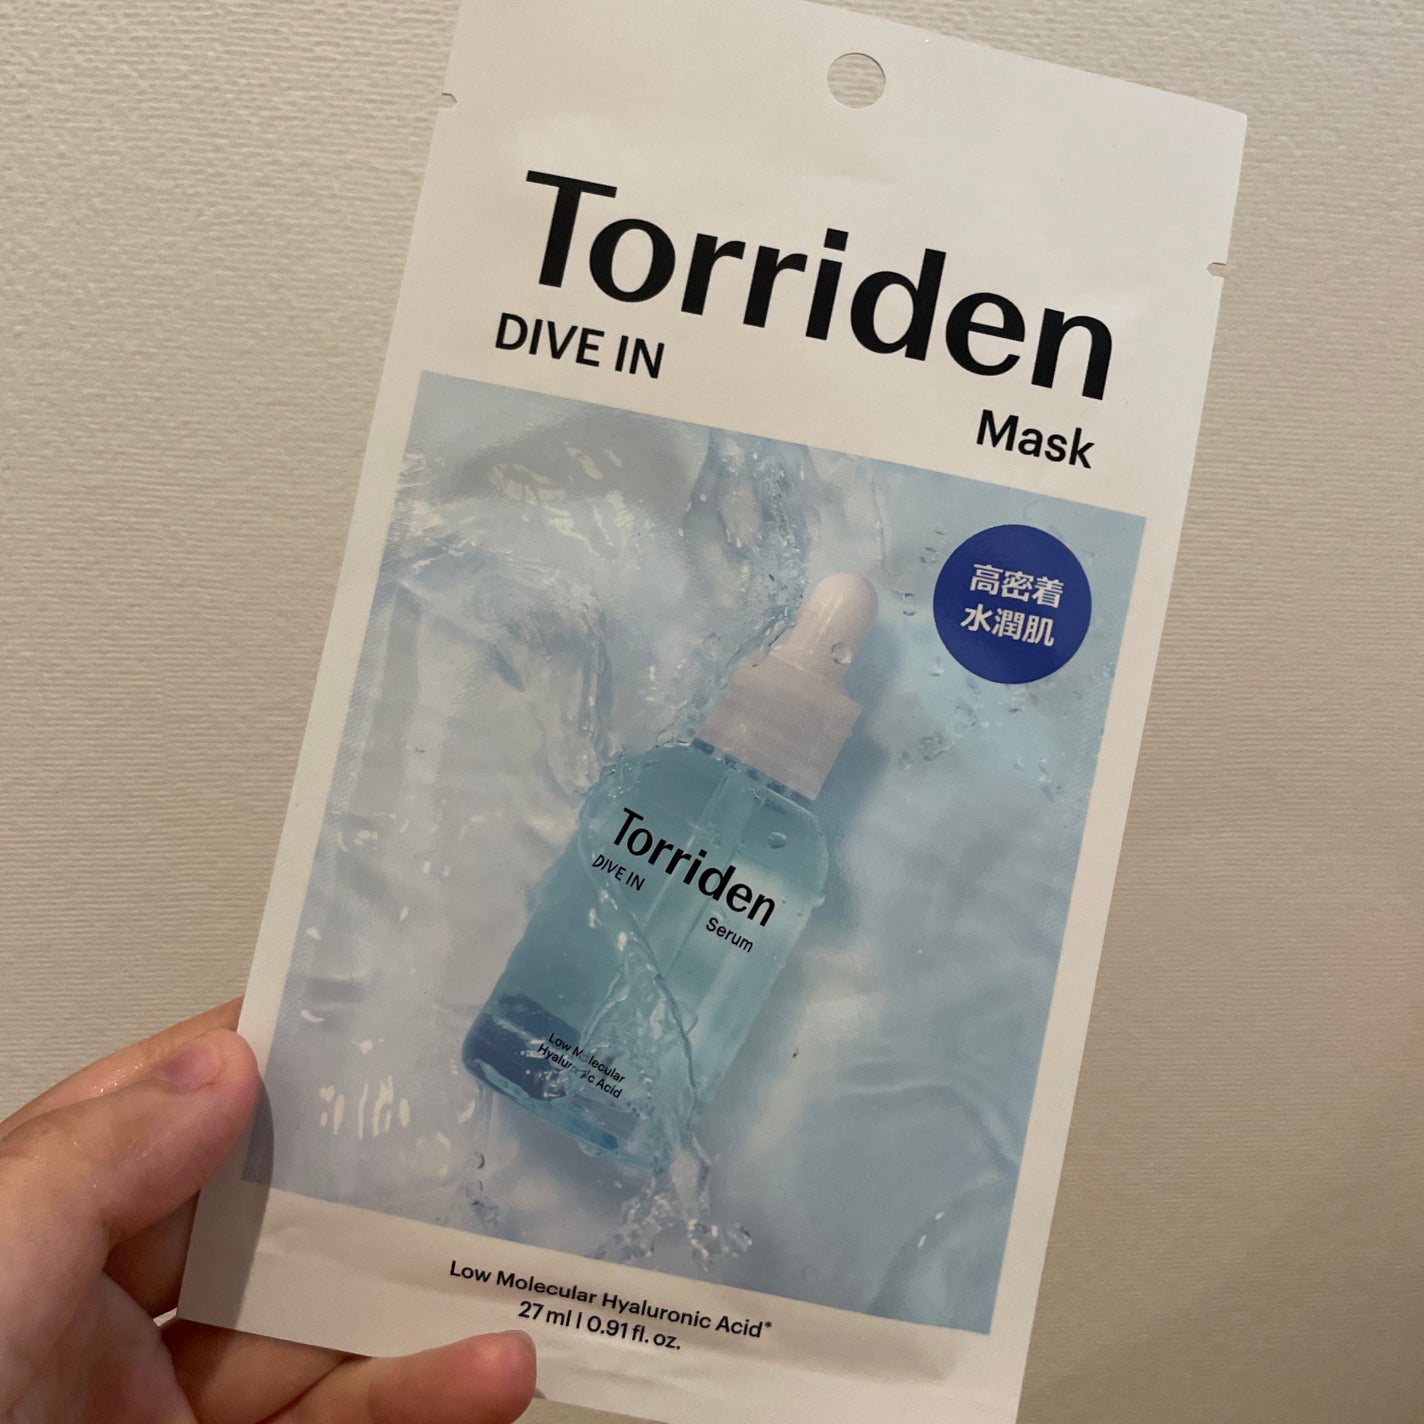 Torriden
DIVE IN
Mask
高密着
水潤肌
Torriden
DIVE IN
Serum
Low Molecular
Hyaluronic Acid
Low Molecular Hyaluronic Acid*
27 ml | 0.91 fl. oz.